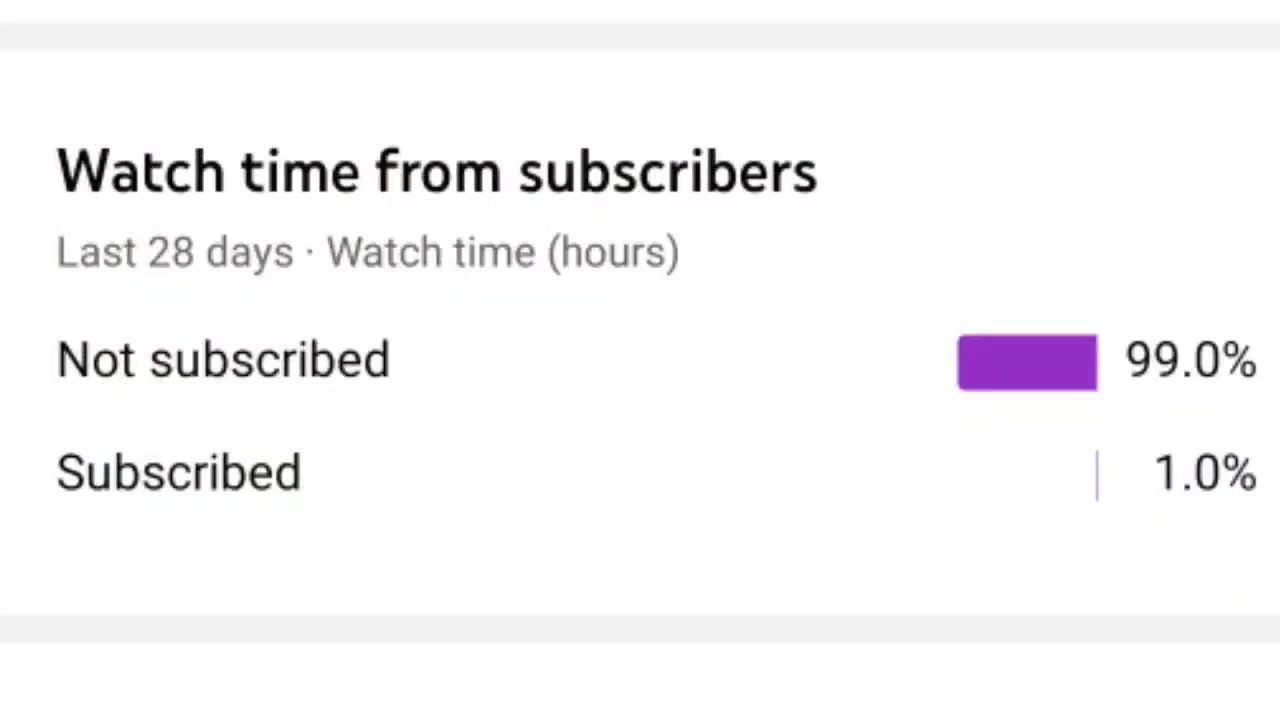 Watch time from subscribers
Last 28 days · Watch time (hours)
Not subscribed 99.0%
Subscribed 1.0%